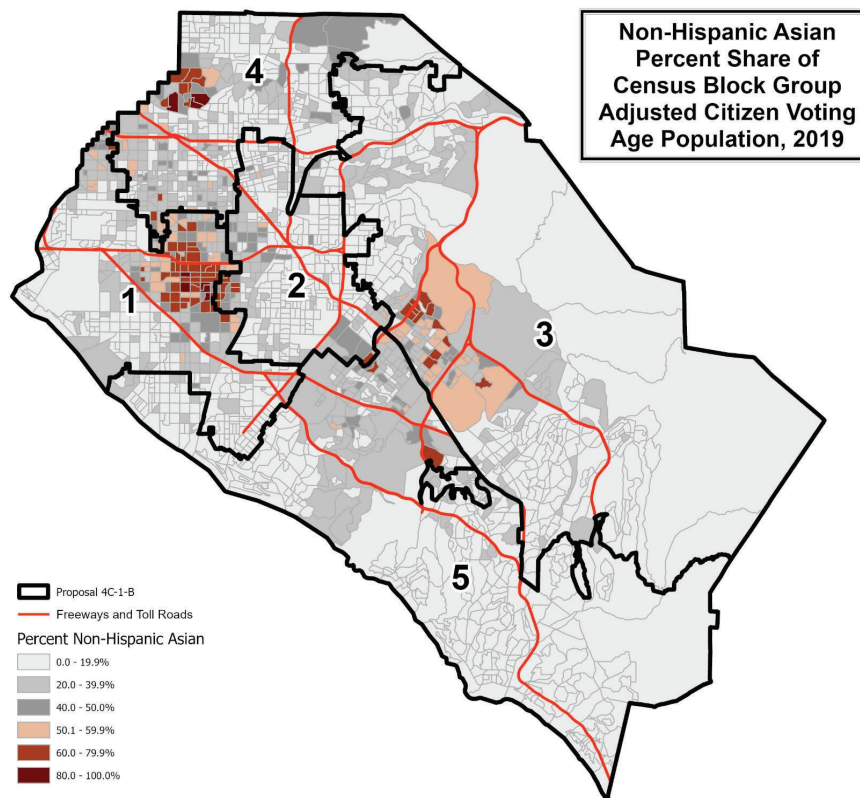 Non-Hispanic Asian
Percent Share of
Census Block Group
Adjusted Citizen Voting
Age Population, 2019
4
1
2
3
5
Proposal 4C-1-B
Freeways and Toll Roads
Percent Non-Hispanic Asian
0.0 - 19.9%
20.0 - 39.9%
40.0 - 50.0%
50.1 - 59.9%
60.0 - 79.9%
80.0 - 100.0%